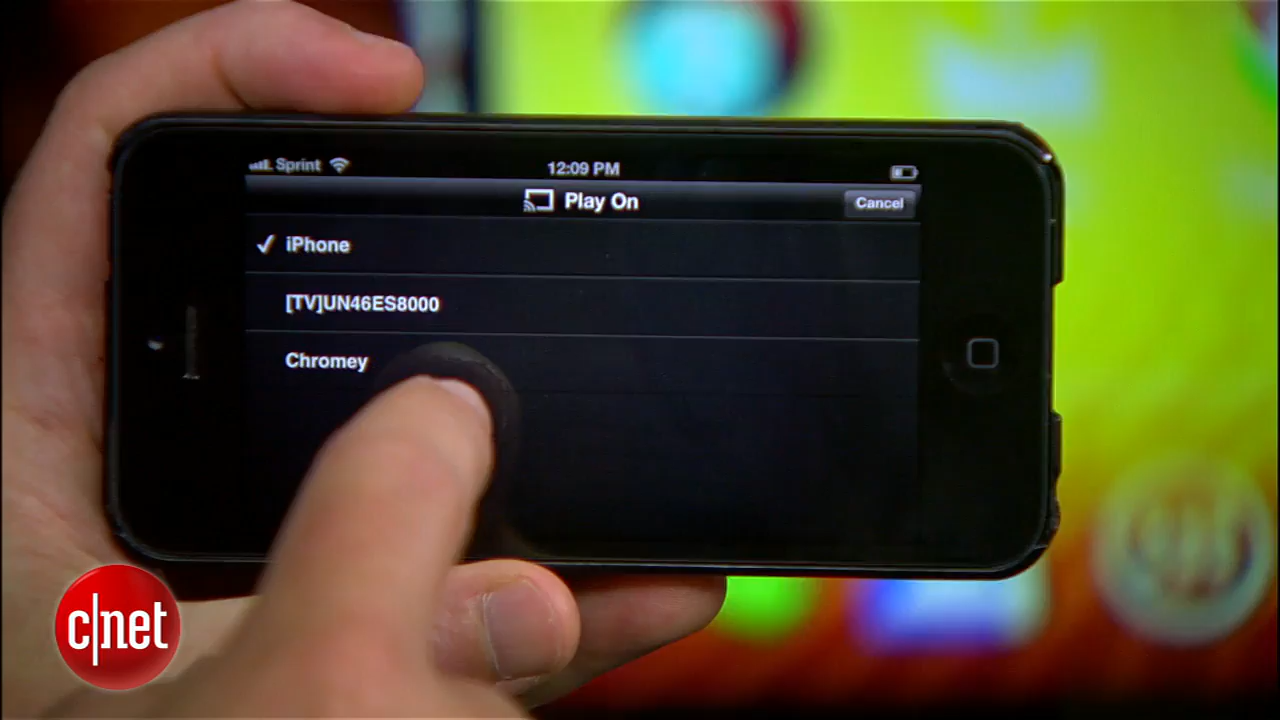 Sprint
12:09 PM
Play On
Cancel
✓ iPhone
[TV]UN46ES8000
Chromey
c|net